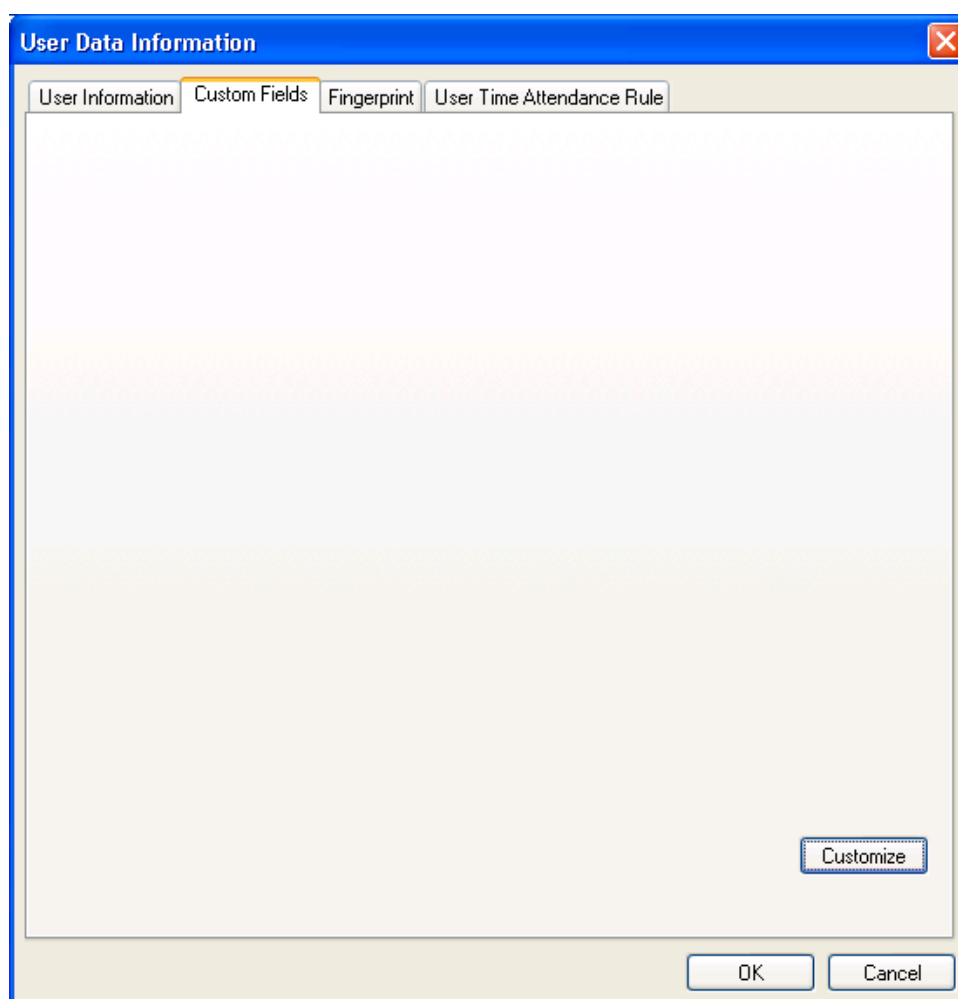 User Data Information
User Information Custom Fields Fingerprint User Time Attendance Rule
Customize
OK Cancel